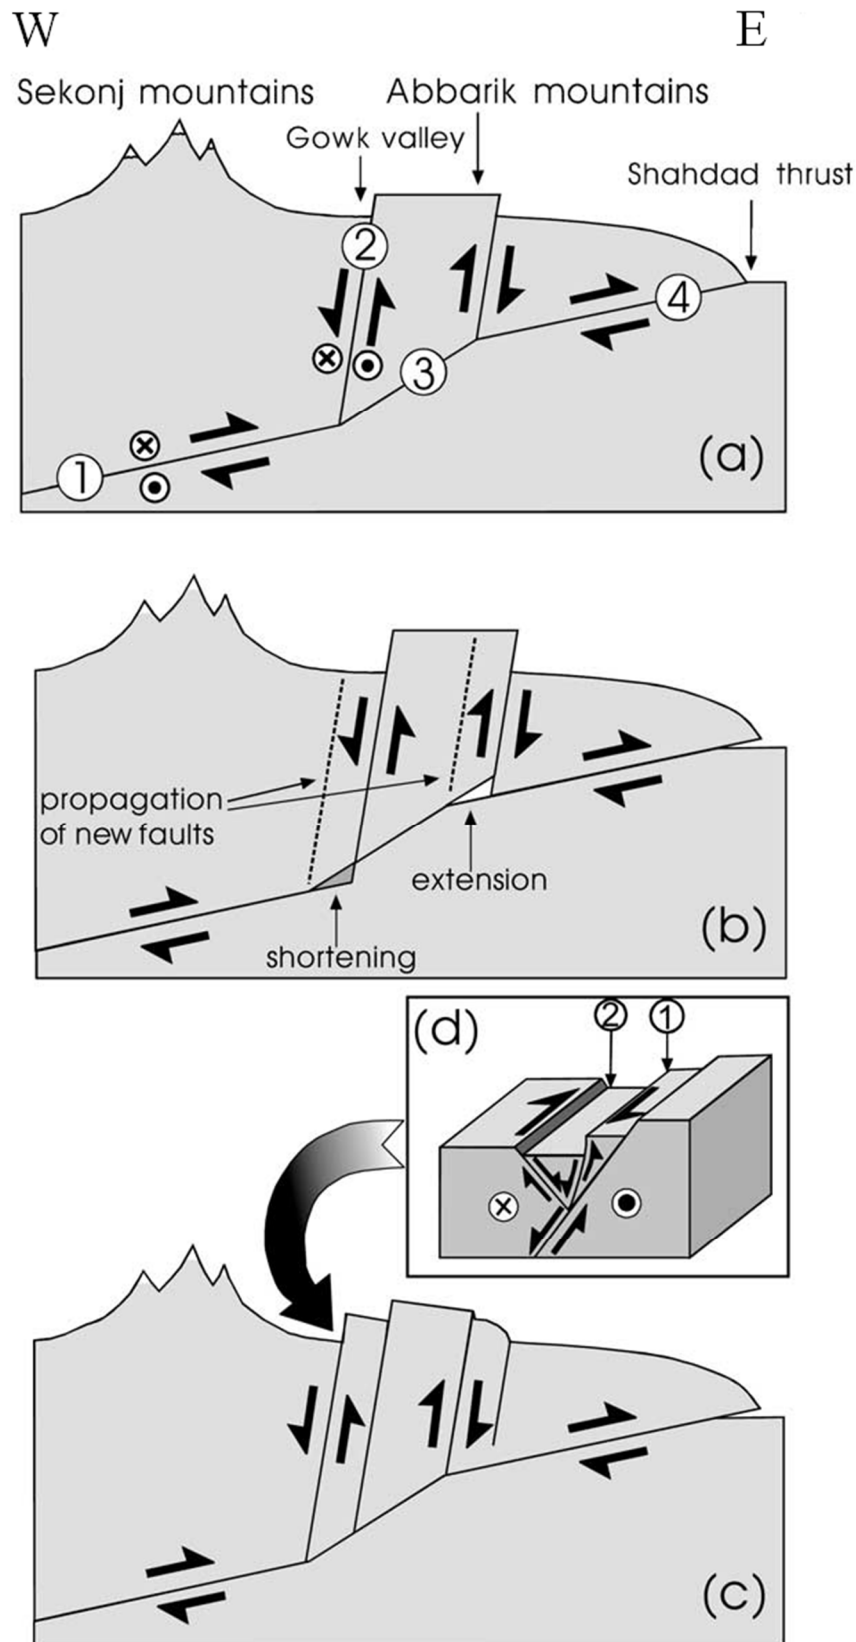 W
E
Sekonj mountains
Abbarik mountains
Gowk valley
Shahdad thrust
2
4
3
1
(a)
propagation
of new faults
extension
shortening
(b)
(d)
2
1
(c)